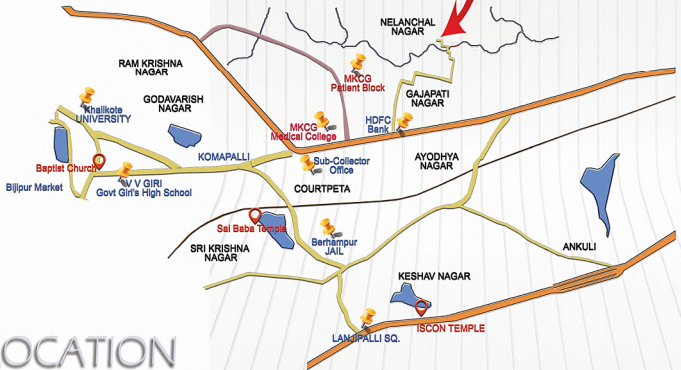 NELANCHAL
NAGAR
RAM KRISHNA
NAGAR
MKCG
Patient Block
GAJAPATI
NAGAR
Khalikote
UNIVERSITY
GODAVARISH
NAGAR
MKCG
Medical College
HDFC
Bank
KOMAPALLI
Sub-Collector
Office
AYODHYA
NAGAR
Baptist Church
Bijipur Market
V V GIRI
Govt Girl's High School
COURTPETA
Sai Baba Temple
SRI KRISHNA
NAGAR
Berhampur
JAIL
ANKULI
KESHAV NAGAR
LANJIPALLI SQ.
ISCON TEMPLE
OCATION